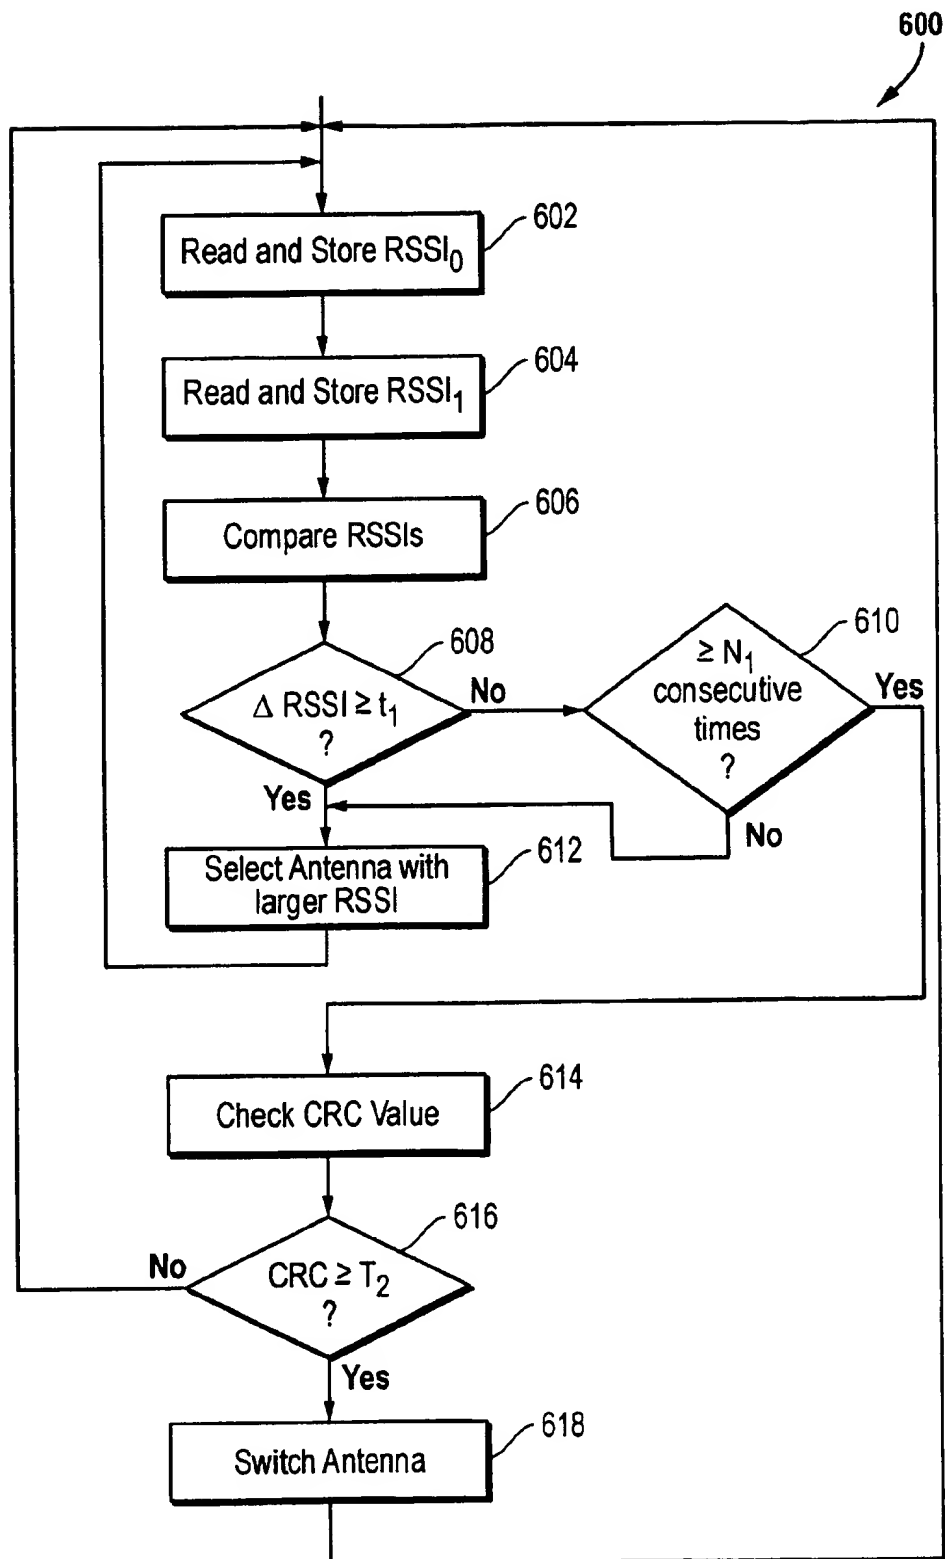 600
Read and Store RSSI₀
602
Read and Store RSSI₁
604
Compare RSSIs
606
Δ RSSI ≥ t₁
?
608
No
Yes
≥ N₁
consecutive
times
?
610
Yes
No
Select Antenna with
larger RSSI
612
Check CRC Value
614
CRC ≥ T₂
?
616
No
Yes
Switch Antenna
618